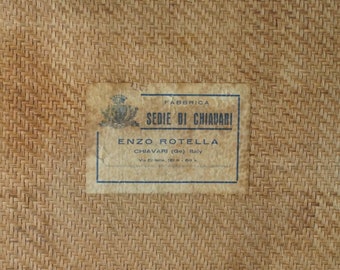 FABBRICA
SEDIE DI CHIAVARI
ENZO ROTELLA
CHIAVARI (Ge) Italy